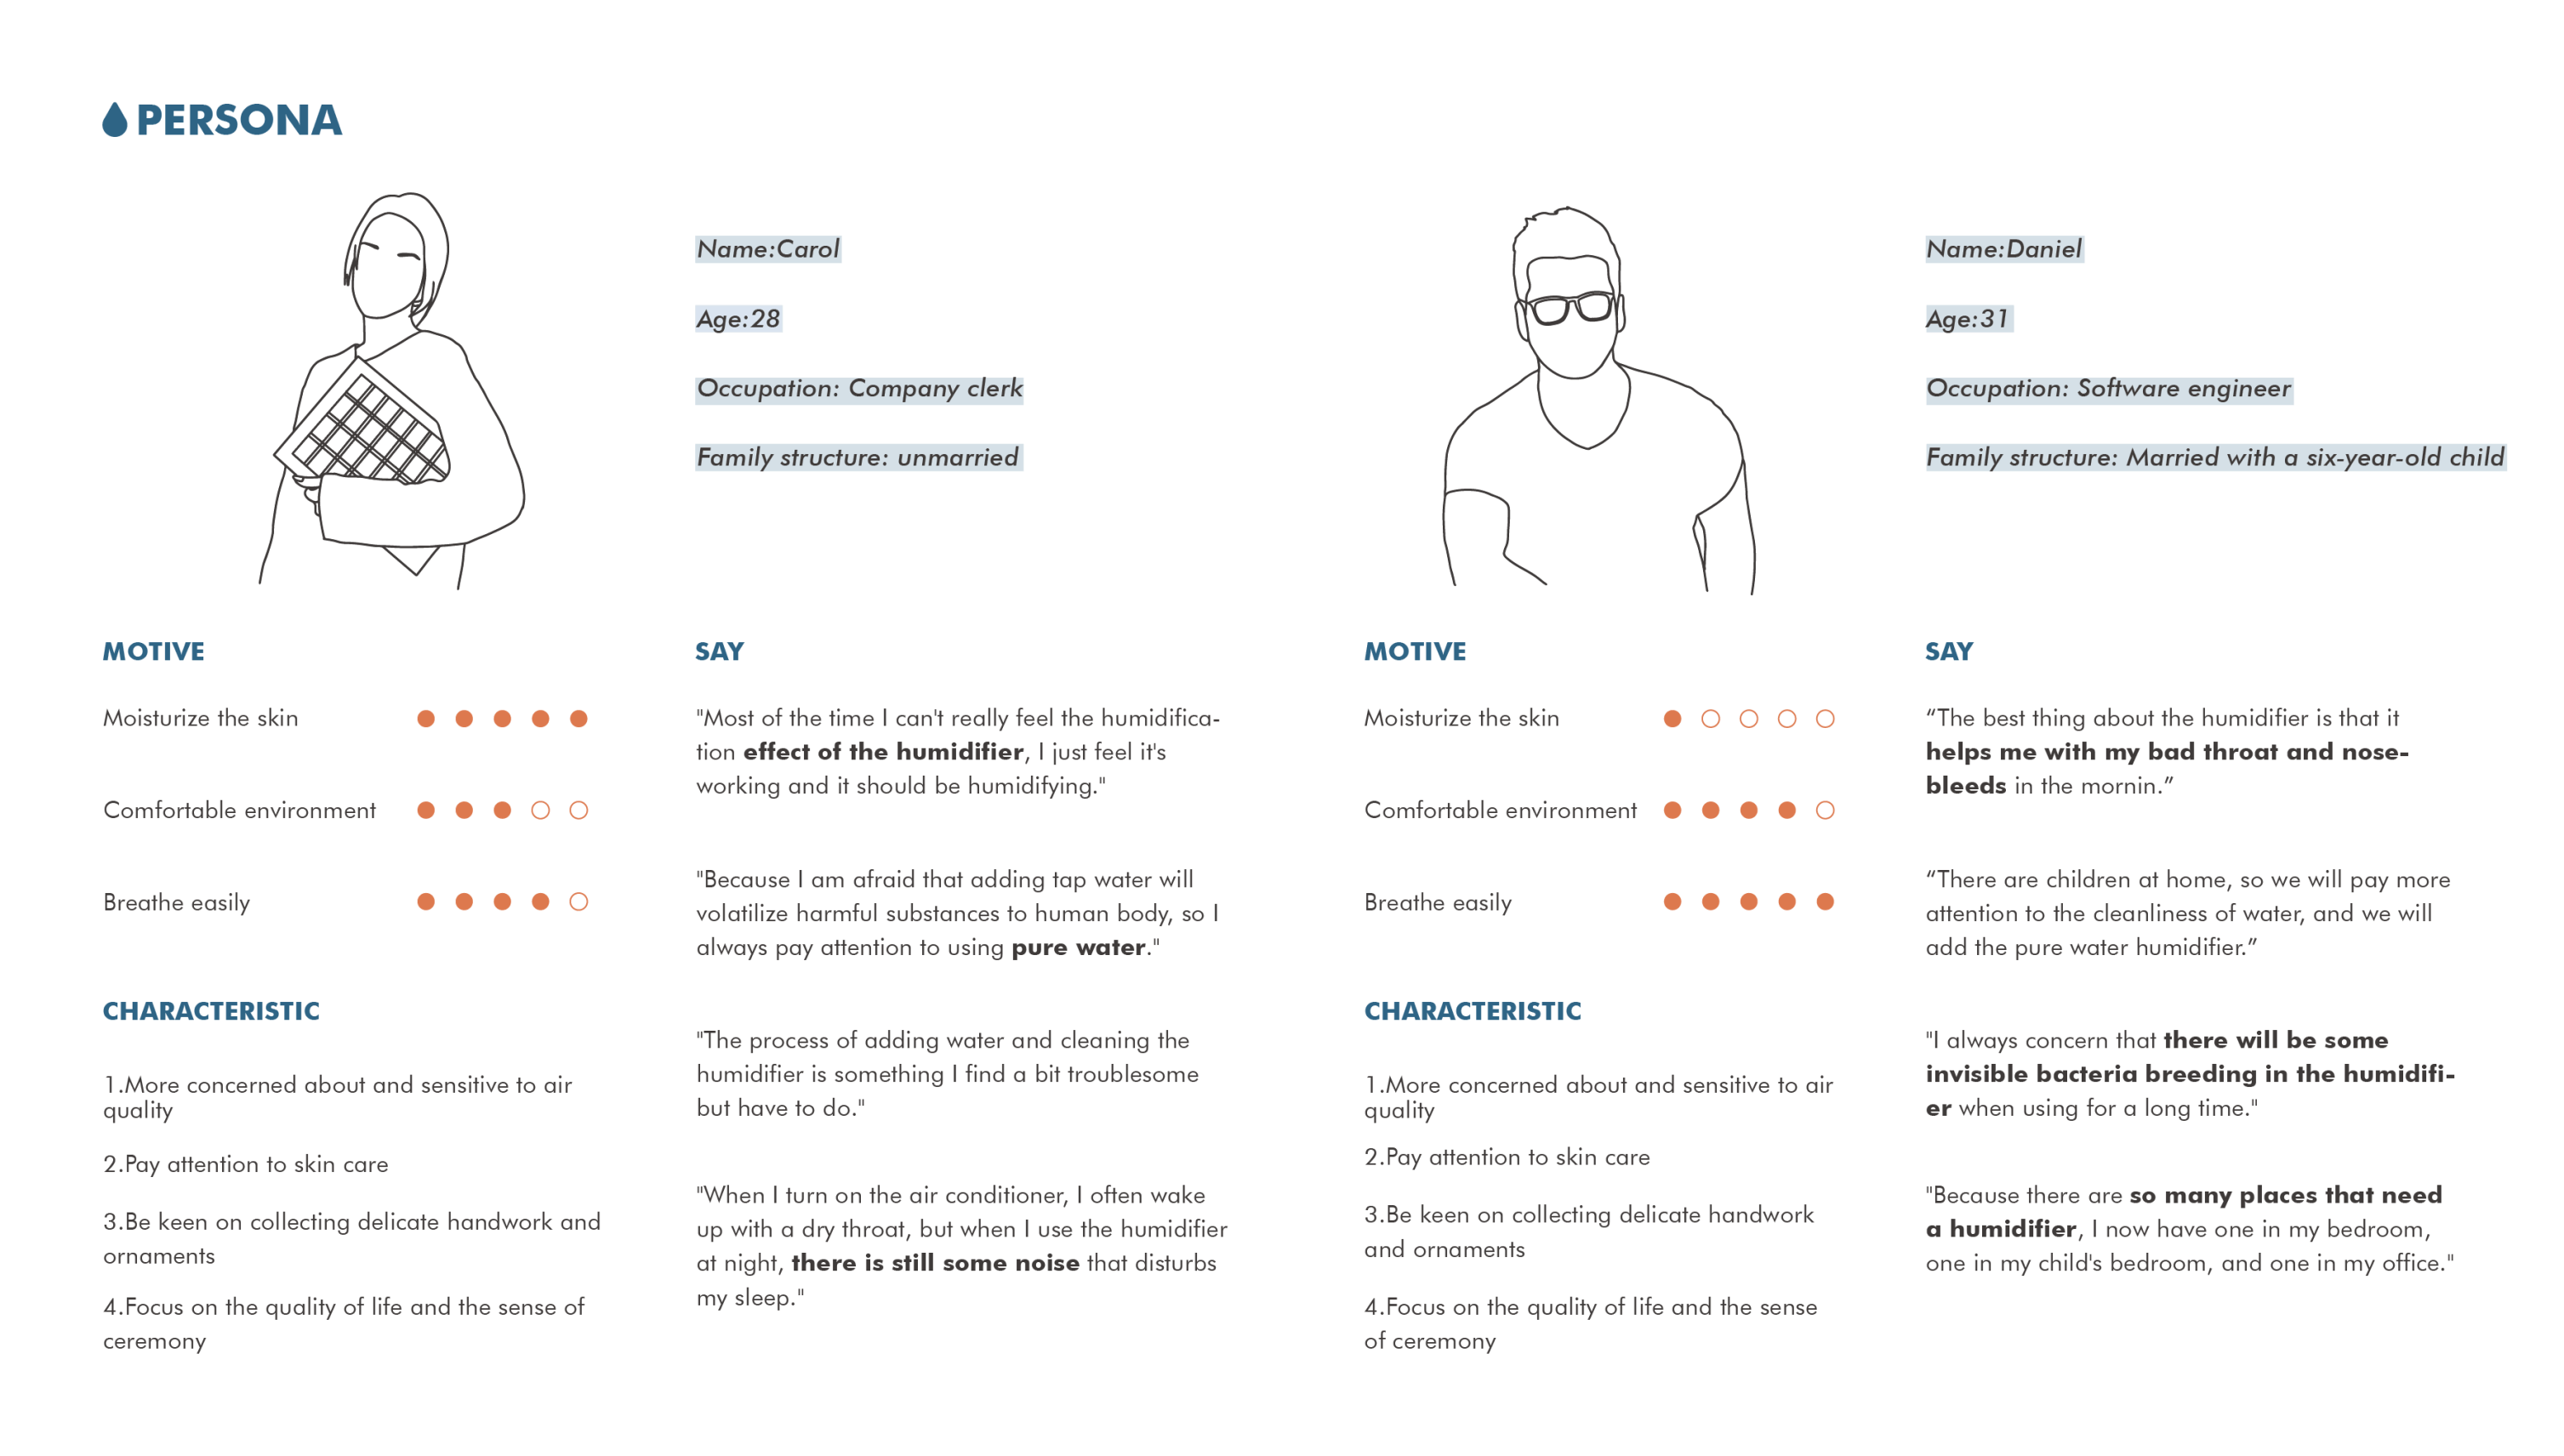 PERSONA
Name:Carol
Age:28
Occupation: Company clerk
Family structure: unmarried
MOTIVE
Moisturize the skin
Comfortable environment
Breathe easily
CHARACTERISTIC
1.More concerned about and sensitive to air
quality
2.Pay attention to skin care
3.Be keen on collecting delicate handwork and
ornaments
4.Focus on the quality of life and the sense of
ceremony
SAY
"Most of the time I can't really feel the humidifica-
tion effect of the humidifier, I just feel it's
working and it should be humidifying."
"Because I am afraid that adding tap water will
volatilize harmful substances to human body, so I
always pay attention to using pure water."
"The process of adding water and cleaning the
humidifier is something I find a bit troublesome
but have to do."
"When I turn on the air conditioner, I often wake
up with a dry throat, but when I use the humidifier
at night, there is still some noise that disturbs
my sleep."
Name:Daniel
Age:31
Occupation: Software engineer
Family structure: Married with a six-year-old child
MOTIVE
Moisturize the skin
Comfortable environment
Breathe easily
CHARACTERISTIC
1.More concerned about and sensitive to air
quality
2.Pay attention to skin care
3.Be keen on collecting delicate handwork
and ornaments
4.Focus on the quality of life and the sense
of ceremony
SAY
“The best thing about the humidifier is that it
helps me with my bad throat and nose-
bleeds in the mornin.”
“There are children at home, so we will pay more
attention to the cleanliness of water, and we will
add the pure water humidifier.”
"I always concern that there will be some
invisible bacteria breeding in the humidifi-
er when using for a long time."
"Because there are so many places that need
a humidifier, I now have one in my bedroom,
one in my child's bedroom, and one in my office."